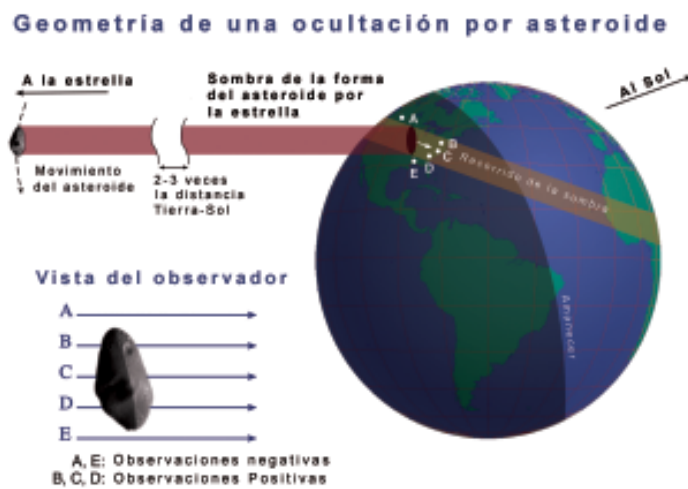 Geometría de una ocultación por asteroide
A la estrella
Sombra de la forma
del asteroide por
la estrella
Al Sol
Movimiento
del asteroide
2-3 veces
la distancia
Tierra-Sol
A
B
C
D
E
Recorrido de la sombra
Amanecer
Vista del observador
A
B
C
D
E
A, E: Observaciones negativas
B, C, D: Observaciones Positivas